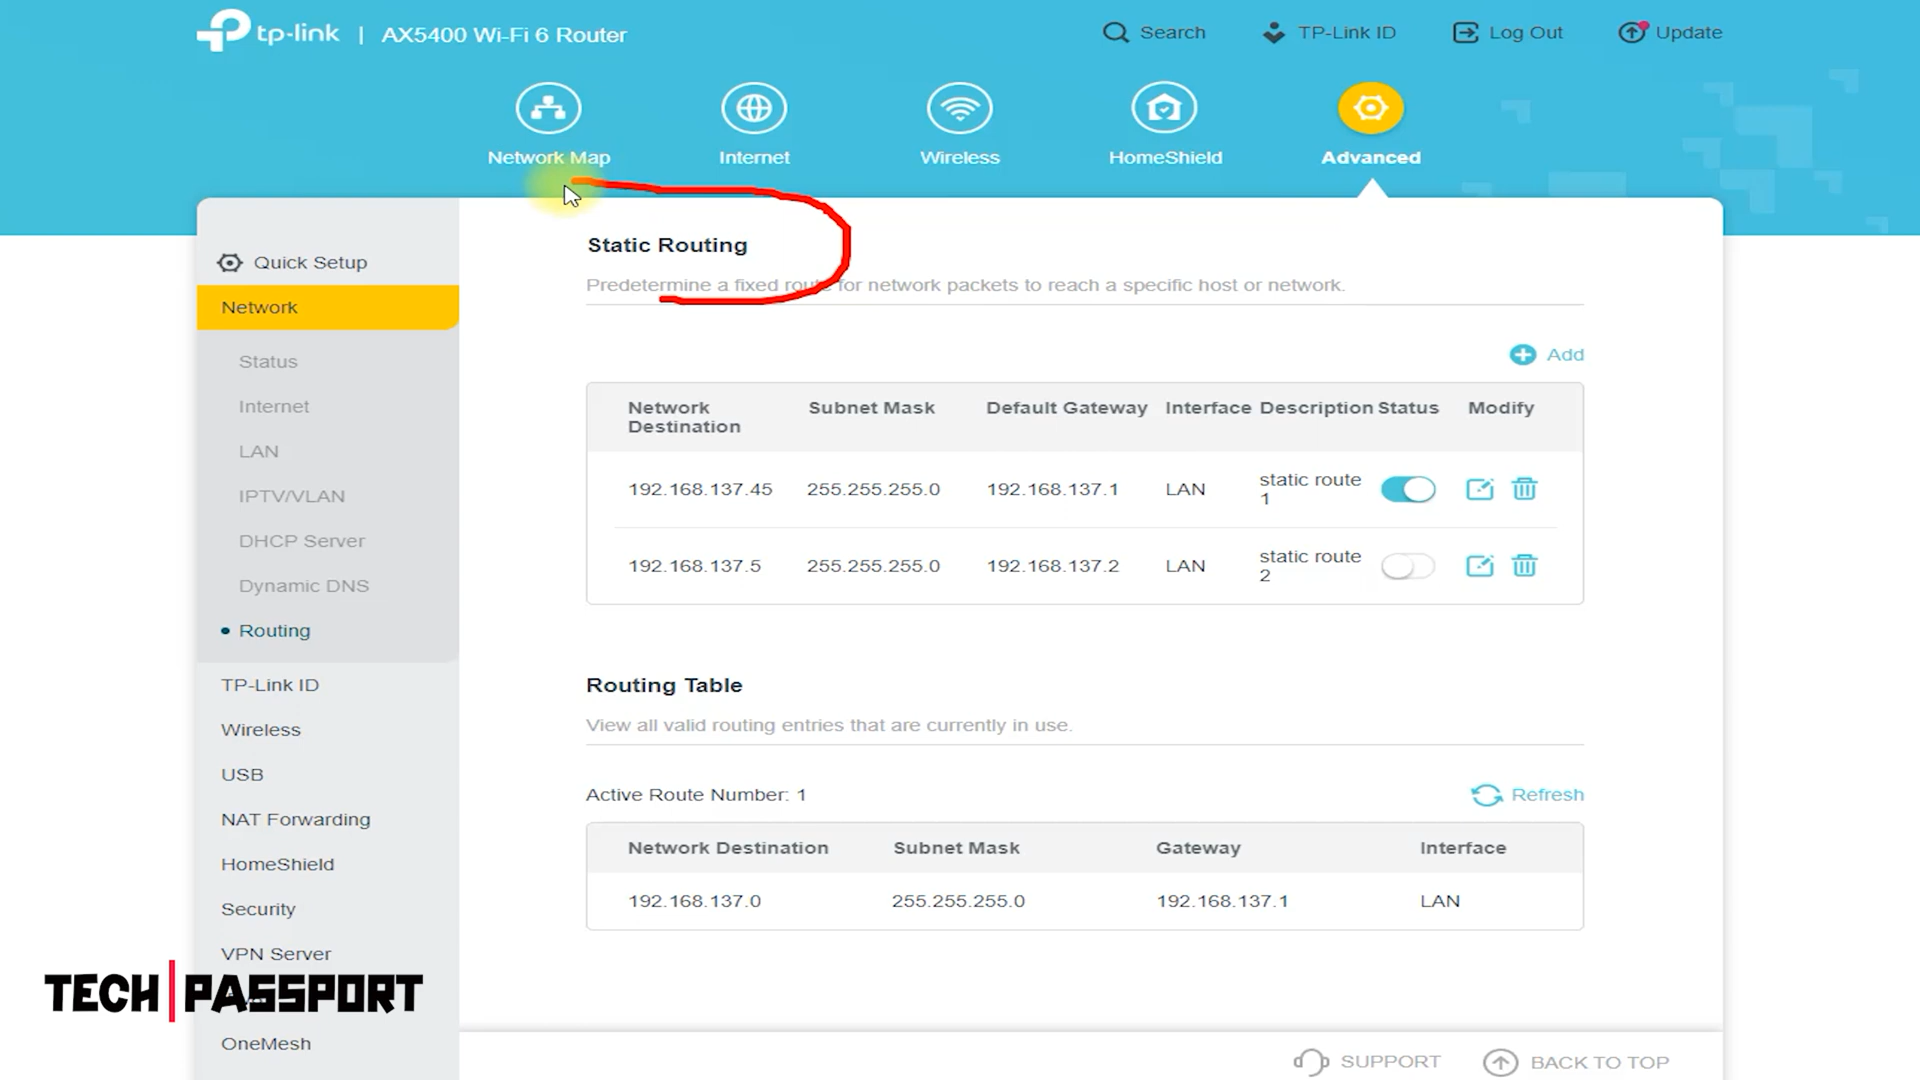 tp-link | AX5400 Wi-Fi 6 Router
Search
TP-Link ID
Log Out
Update
Network Map
Internet
Wireless
HomeShield
Advanced
Quick Setup
Network
Status
Internet
LAN
IPTV/VLAN
DHCP Server
Dynamic DNS
Routing
TP-Link ID
Wireless
USB
NAT Forwarding
HomeShield
Security
VPN Server
OneMesh
TECH|PASSPORT
Static Routing
Predetermine a fixed route for network packets to reach a specific host or network.
Add
Network Destination Subnet Mask Default Gateway Interface Description Status Modify
192.168.137.45 255.255.255.0 192.168.137.1 LAN static route 1
192.168.137.5 255.255.255.0 192.168.137.2 LAN static route 2
Routing Table
View all valid routing entries that are currently in use.
Active Route Number: 1
Refresh
Network Destination Subnet Mask Gateway Interface
192.168.137.0 255.255.255.0 192.168.137.1 LAN
SUPPORT
BACK TO TOP